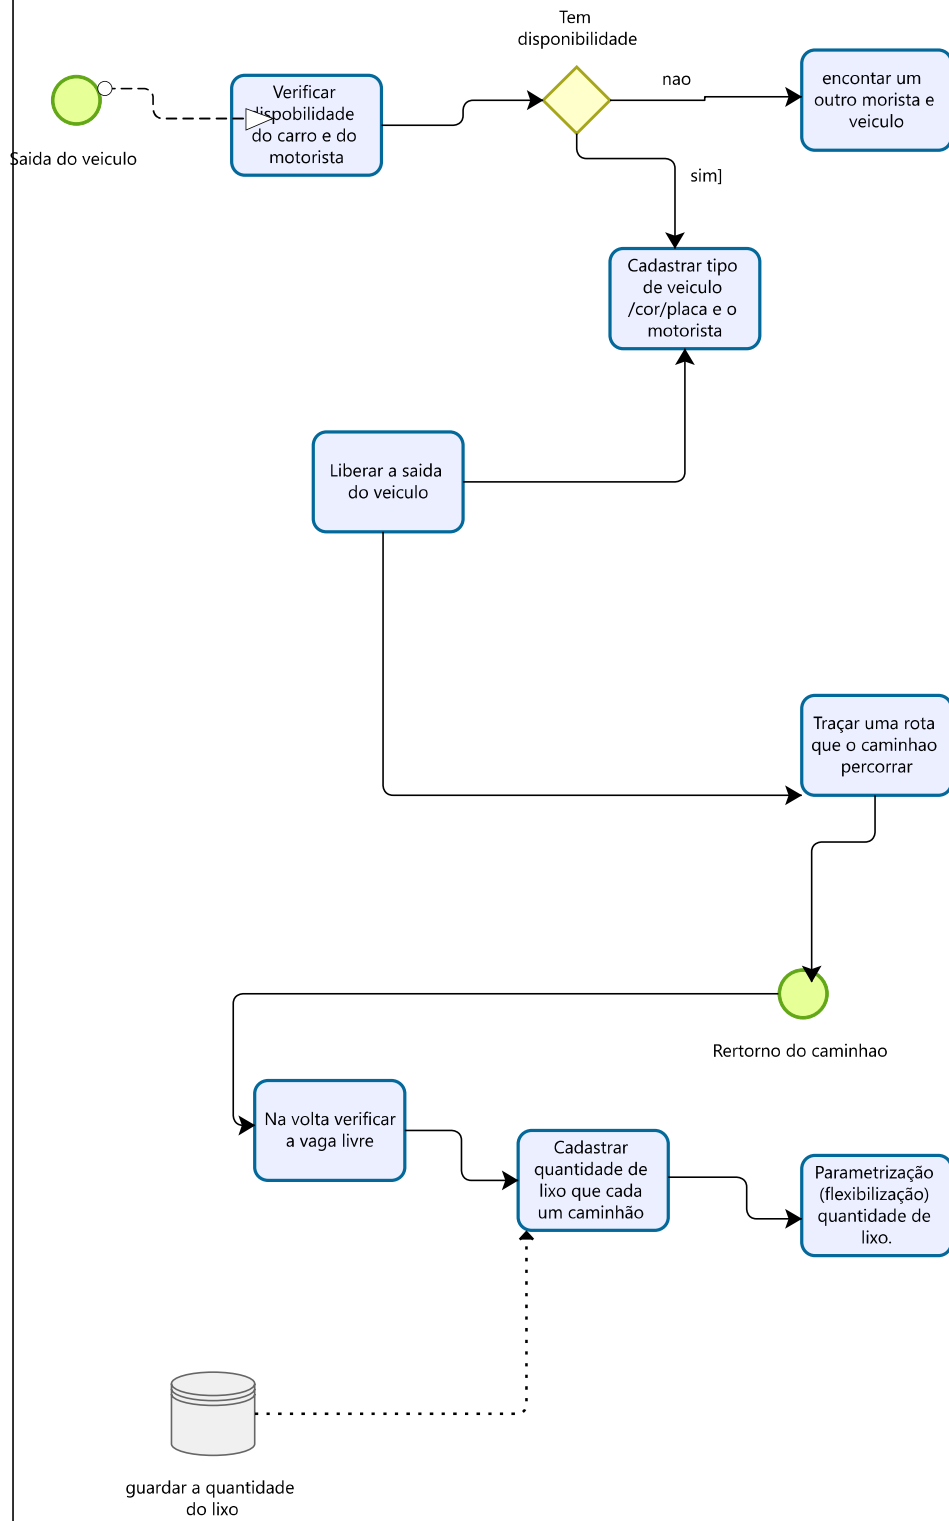 Tem
disponibilidade
Saida do veiculo
Verificar
dispobilidade
do carro e do
motorista
nao
encontar um
outro morista e
veiculo
sim]
Cadastrar tipo
de veiculo
/cor/placa e o
motorista
Liberar a saida
do veiculo
Traçar uma rota
que o caminhao
percorrar
Rertorno do caminhao
Na volta verificar
a vaga livre
Cadastrar
quantidade de
lixo que cada
um caminhão
Parametrização
(flexibilização)
quantidade de
lixo.
guardar a quantidade
do lixo